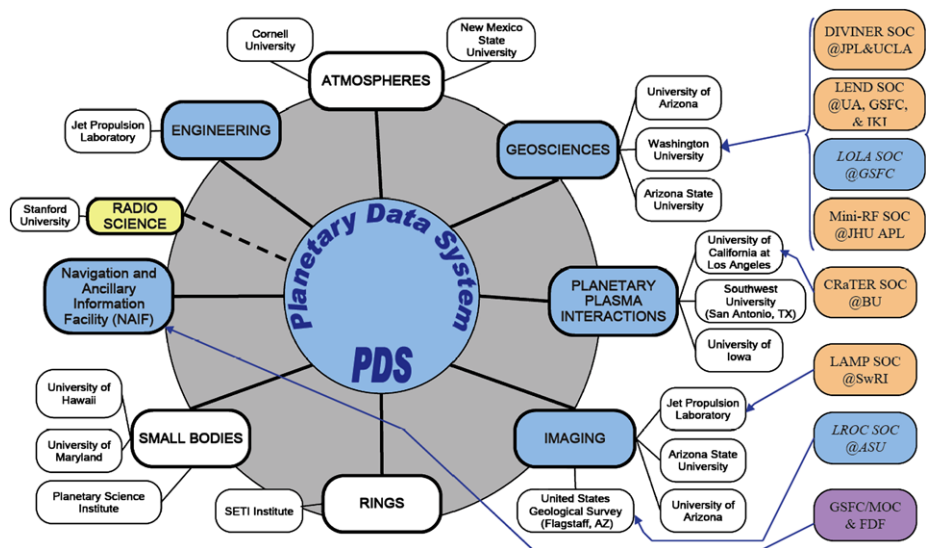 Cornell
University
New Mexico
State
University
ATMOSPHERES
Jet Propulsion
Laboratory
ENGINEERING
University of
Arizona
GEOSCIENCES
Washington
University
Arizona State
University
Stanford
University
RADIO
SCIENCE
Planetary Data System
PDS
Navigation and
Ancillary
Information
Facility (NAIF)
PLANETARY
PLASMA
INTERACTIONS
University of
California at
Los Angeles
Southwest
University
(San Antonio, TX)
University of
Iowa
University of
Hawaii
University of
Maryland
Planetary Science
Institute
SMALL BODIES
SETI Institute
RINGS
IMAGING
Jet Propulsion
Laboratory
Arizona State
University
University of
Arizona
United States
Geological Survey
(Flagstaff, AZ)
DIVINER SOC
@JPL&UCLA
LEND SOC
@UA, GSFC,
& IKI
LOLA SOC
@GSFC
Mini-RF SOC
@JHU APL
CRaTER SOC
@BU
LAMP SOC
@SwRI
LROC SOC
@ASU
GSFC/MOC
& FDF